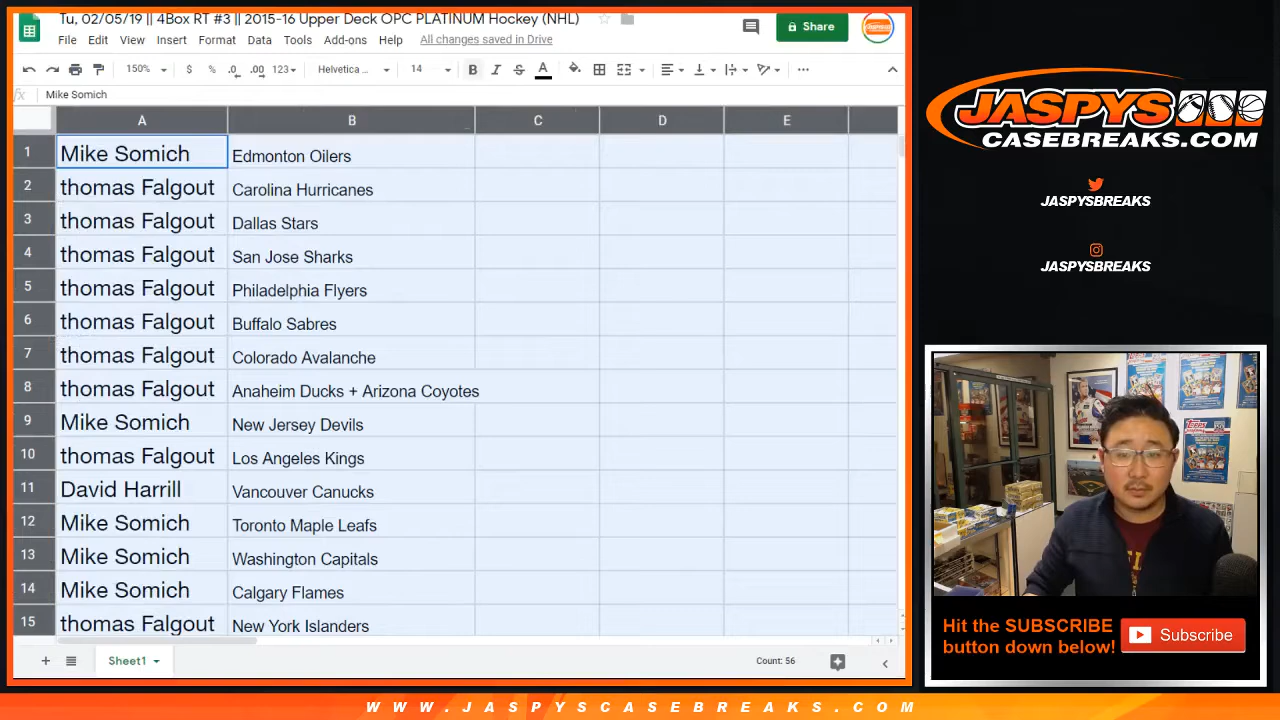 Tu, 02/05/19 || 4Box RT #3 || 2015-16 Upper Deck OPC PLATINUM Hockey (NHL)
File Edit View Insert Format Data Tools Add-ons Help All changes saved in Drive
Share
150% $ % .0 .00 123 Helvetica ... 14 B I S A
fx Mike Somich
A B C D E
1 Mike Somich Edmonton Oilers
2 thomas Falgout Carolina Hurricanes
3 thomas Falgout Dallas Stars
4 thomas Falgout San Jose Sharks
5 thomas Falgout Philadelphia Flyers
6 thomas Falgout Buffalo Sabres
7 thomas Falgout Colorado Avalanche
8 thomas Falgout Anaheim Ducks + Arizona Coyotes
9 Mike Somich New Jersey Devils
10 thomas Falgout Los Angeles Kings
11 David Harrill Vancouver Canucks
12 Mike Somich Toronto Maple Leafs
13 Mike Somich Washington Capitals
14 Mike Somich Calgary Flames
15 thomas Falgout New York Islanders
Sheet1
Count: 56
JASPYS
CASEBREAKS.COM
JASPYSBREAKS
JASPYSBREAKS
Topps
Hit the SUBSCRIBE
button down below!
Subscribe
WWW.JASPYSCASEBREAKS.COM